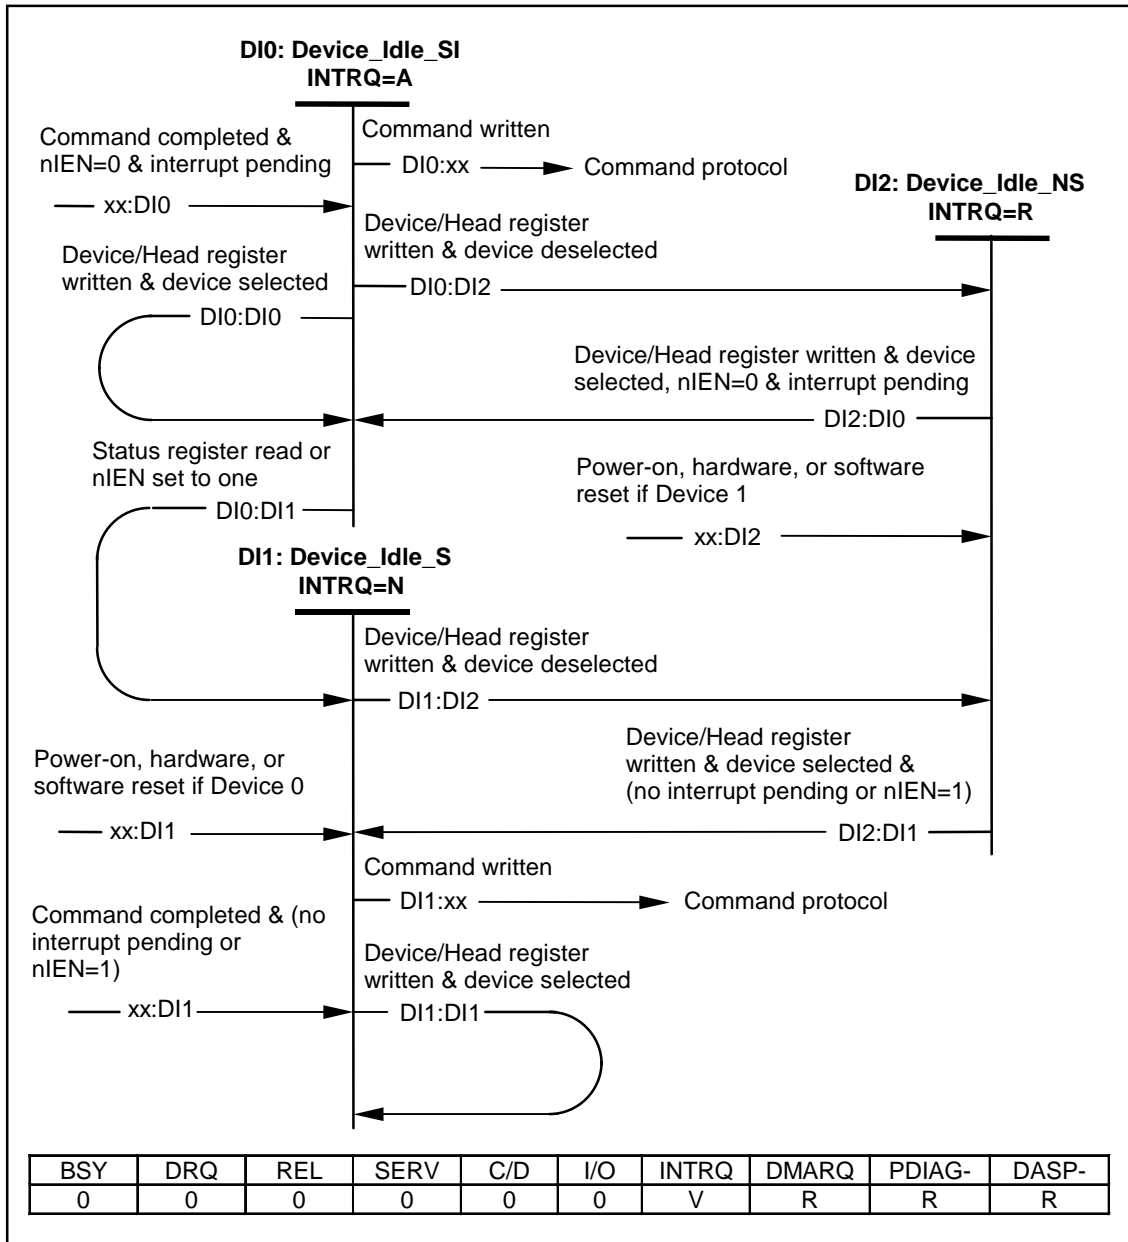 DI0: Device_Idle_SI
INTRQ=A
Command completed &
nIEN=0 & interrupt pending
xx:DI0
Command written
DI0:xx
Command protocol
DI2: Device_Idle_NS
INTRQ=R
Device/Head register
written & device deselected
DI0:DI2
Device/Head register
written & device selected
DI0:DI0
Device/Head register written & device
selected, nIEN=0 & interrupt pending
DI2:DI0
Status register read or
nIEN set to one
DI0:DI1
Power-on, hardware, or software
reset if Device 1
xx:DI2
DI1: Device_Idle_S
INTRQ=N
Device/Head register
written & device deselected
DI1:DI2
Device/Head register
written & device selected &
(no interrupt pending or nIEN=1)
DI2:DI1
Power-on, hardware, or
software reset if Device 0
xx:DI1
Command written
DI1:xx
Command protocol
Command completed & (no
interrupt pending or
nIEN=1)
xx:DI1
Device/Head register
written & device selected
DI1:DI1
BSY DRQ REL SERV C/D I/O INTRQ DMARQ PDIAG- DASP-
0 0 0 0 0 0 V R R R